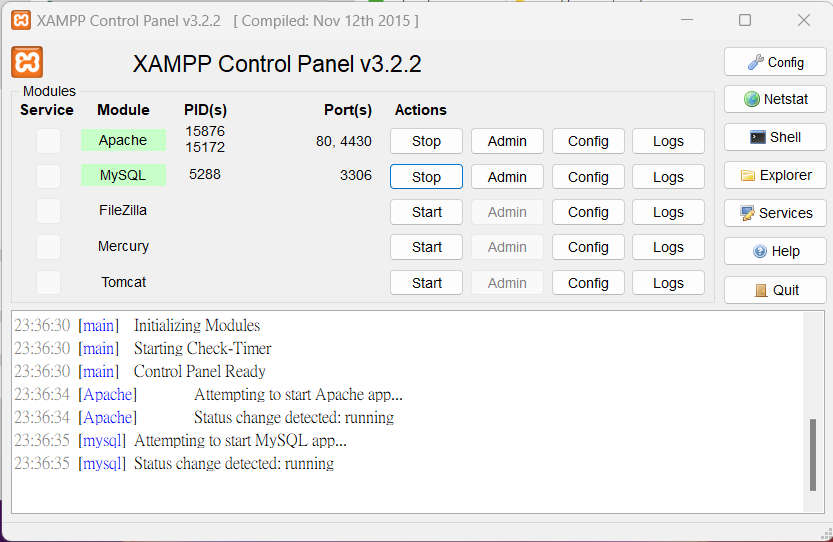 XAMPP Control Panel v3.2.2 [ Compiled: Nov 12th 2015 ]
XAMPP Control Panel v3.2.2
Config
Modules
Service Module PID(s) Port(s) Actions
Netstat
Apache 15876 15172 80, 4430 Stop Admin Config Logs
Shell
MySQL 5288 3306 Stop Admin Config Logs
Explorer
FileZilla Start Admin Config Logs
Services
Mercury Start Admin Config Logs
Help
Tomcat Start Admin Config Logs
Quit
23:36:30 [main] Initializing Modules
23:36:30 [main] Starting Check-Timer
23:36:30 [main] Control Panel Ready
23:36:34 [Apache] Attempting to start Apache app...
23:36:34 [Apache] Status change detected: running
23:36:35 [mysql] Attempting to start MySQL app...
23:36:35 [mysql] Status change detected: running